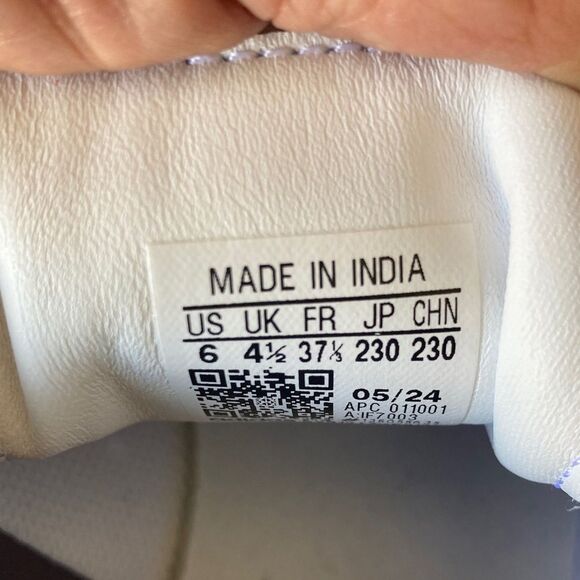 MADE IN INDIA
US UK FR JP CHN
6 4½ 37⅓ 230 230
05/24
APC 011001
A:IF7003